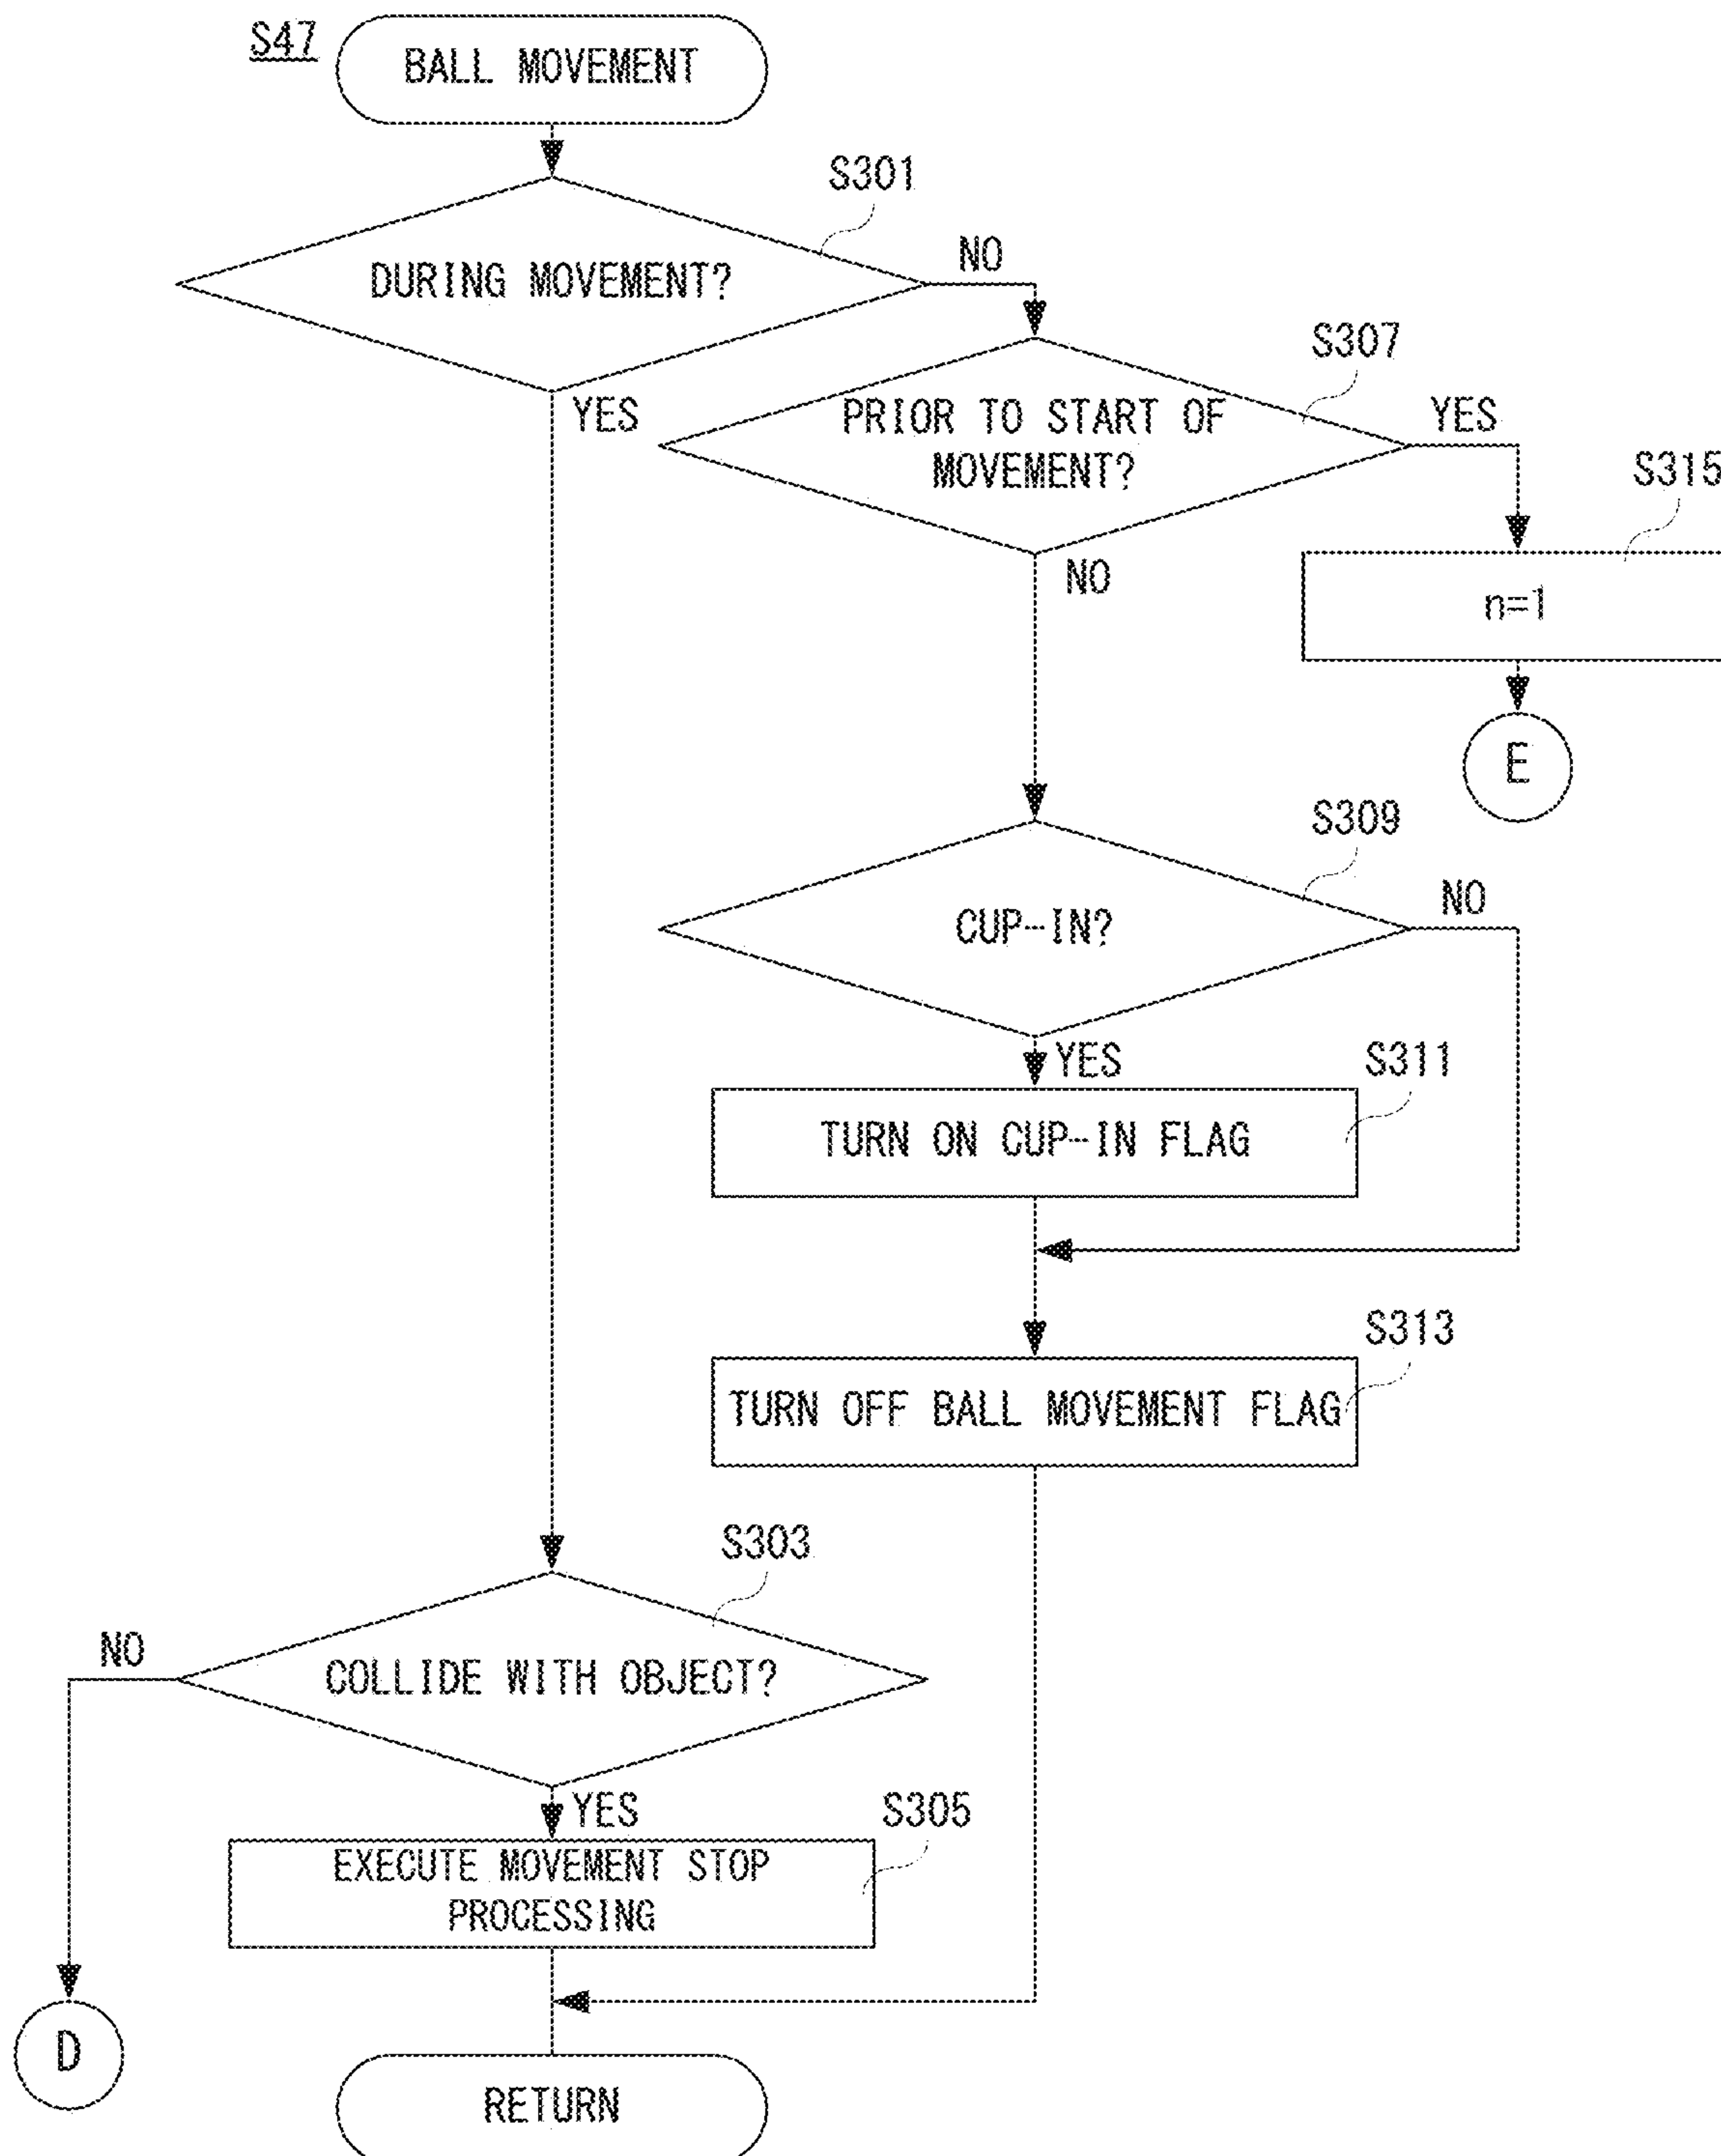 S47
BALL MOVEMENT
S301
DURING MOVEMENT?
NO
YES
S307
PRIOR TO START OF
MOVEMENT?
YES
NO
S315
n=1
E
S309
CUP-IN?
NO
YES
S311
TURN ON CUP-IN FLAG
S313
TURN OFF BALL MOVEMENT FLAG
S303
COLLIDE WITH OBJECT?
NO
YES
S305
EXECUTE MOVEMENT STOP
PROCESSING
D
RETURN